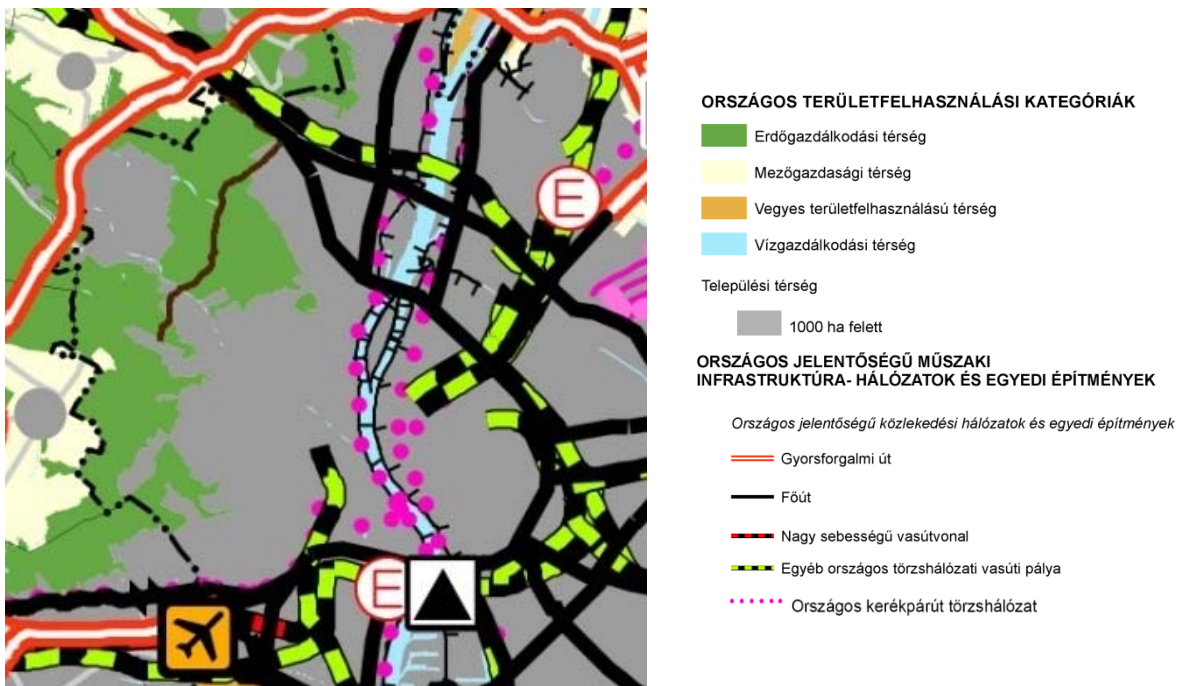 E
E
ORSZÁGOS TERÜLETFELHASZNÁLÁSI KATEGÓRIÁK
Erdőgazdálkodási térség
Mezőgazdasági térség
Vegyes területfelhasználású térség
Vízgazdálkodási térség
Települési térség
1000 ha felett
ORSZÁGOS JELENTŐSÉGŰ MŰSZAKI
INFRASTRUKTÚRA- HÁLÓZATOK ÉS EGYEDI ÉPÍTMÉNYEK
Országos jelentőségű közlekedési hálózatok és egyedi építmények
Gyorsforgalmi út
Főút
Nagy sebességű vasútvonal
Egyéb országos törzshálózati vasúti pálya
Országos kerékpárút törzshálózat